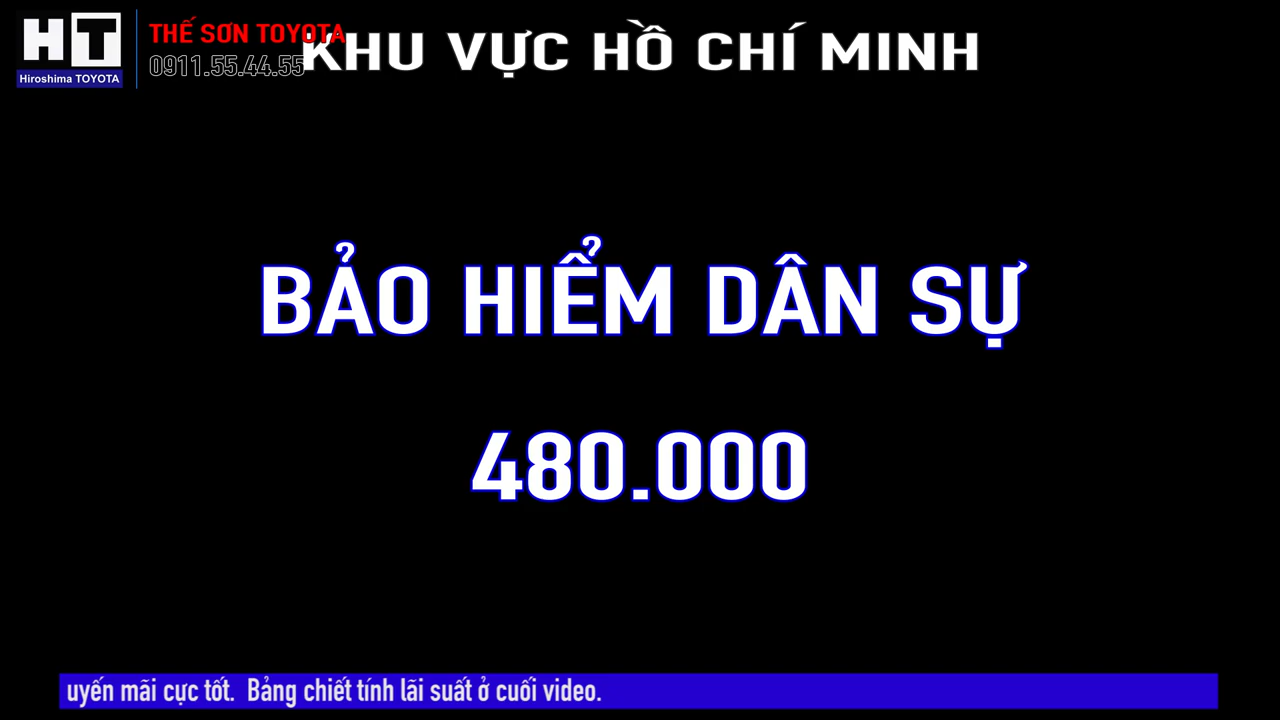 HT
Hiroshima TOYOTA
THẾ SƠN TOYOTA
0911.55.44.55
KHU VỰC HỒ CHÍ MINH
BẢO HIỂM DÂN SỰ
480.000
uyến mãi cực tốt. Bảng chiết tính lãi suất ở cuối video.